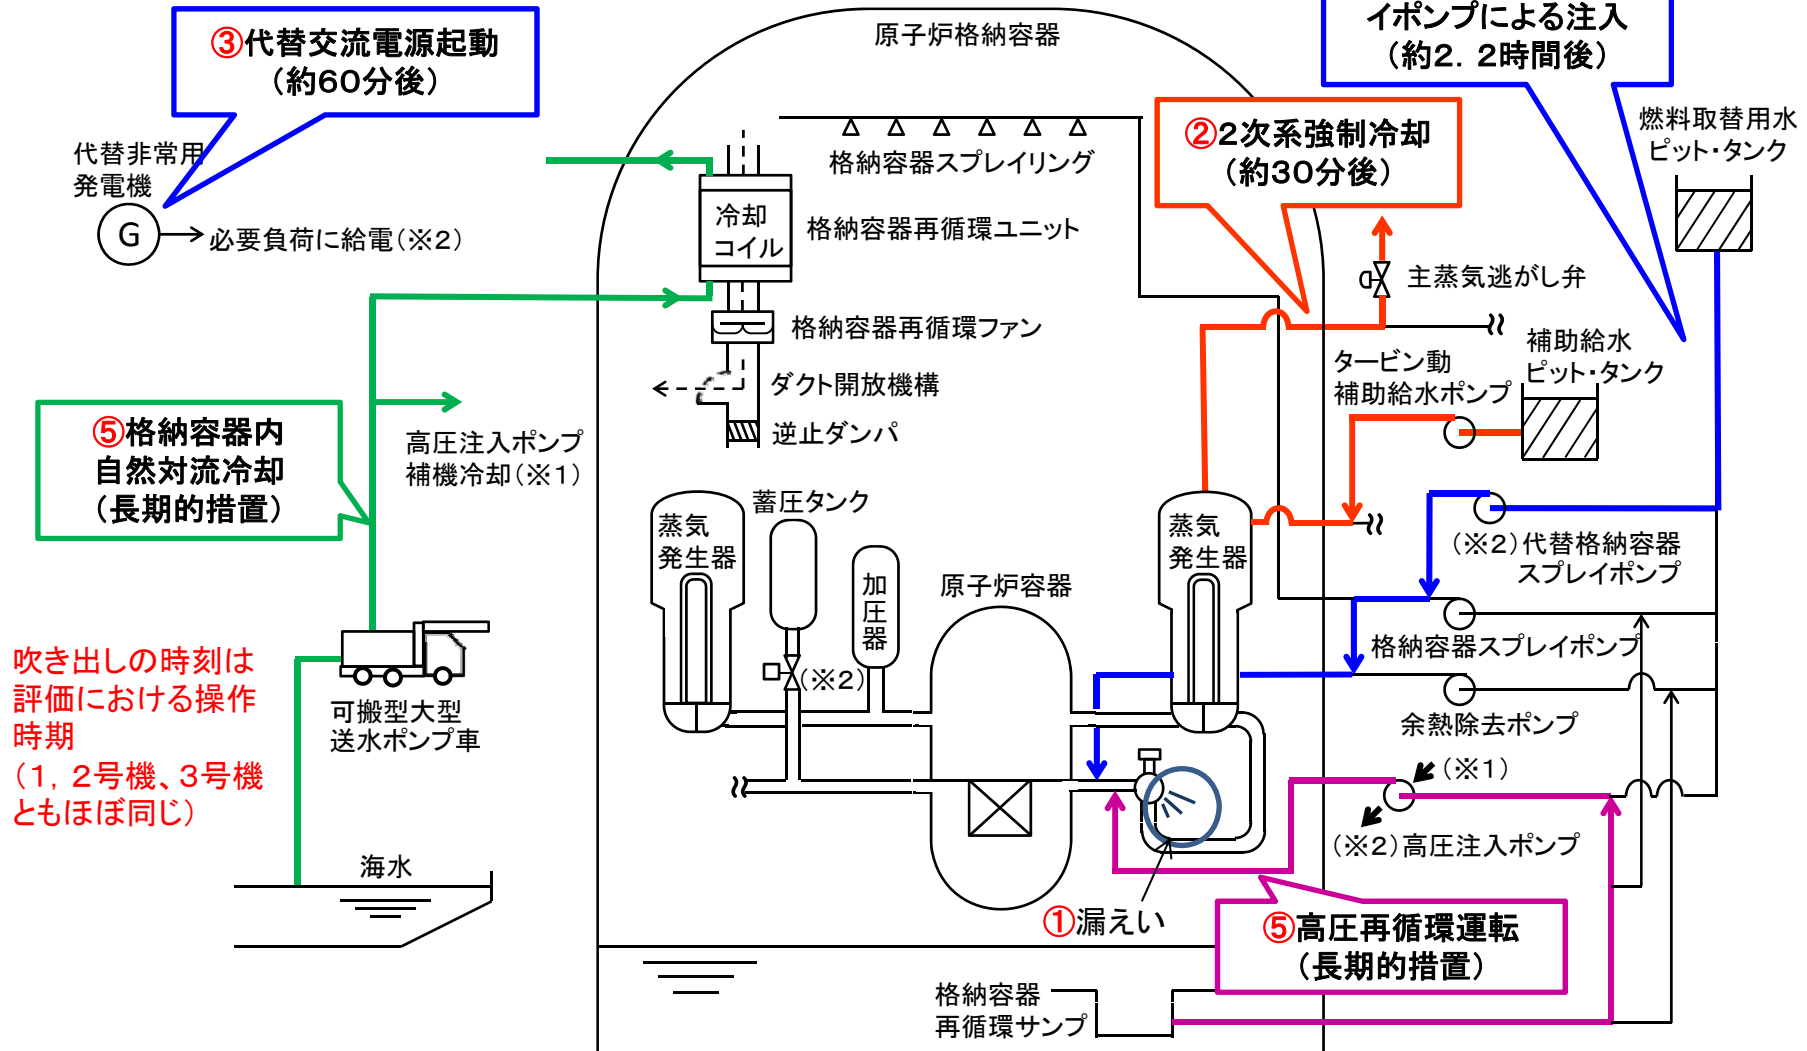 ③代替交流電源起動
（約60分後）
原子炉格納容器
イポンプによる注入
（約2．2時間後）
代替非常用
発電機
G
必要負荷に給電（※2）
冷却
コイル
格納容器スプレイリング
格納容器再循環ユニット
格納容器再循環ファン
ダクト開放機構
逆止ダンパ
②2次系強制冷却
（約30分後）
燃料取替用水
ピット・タンク
主蒸気逃がし弁
タービン動
補助給水ポンプ
補助給水
ピット・タンク
⑤格納容器内
自然対流冷却
（長期的措置）
高圧注入ポンプ
補機冷却（※1）
蒸気
発生器
蓄圧タンク
加
圧
器
（※2）
原子炉容器
蒸気
発生器
（※2）代替格納容器
スプレイポンプ
格納容器スプレイポンプ
余熱除去ポンプ
（※1）
（※2）高圧注入ポンプ
吹き出しの時刻は
評価における操作
時期
（1，2号機、3号機
ともほぼ同じ）
可搬型大型
送水ポンプ車
海水
①漏えい
⑤高圧再循環運転
（長期的措置）
格納容器
再循環サンプ